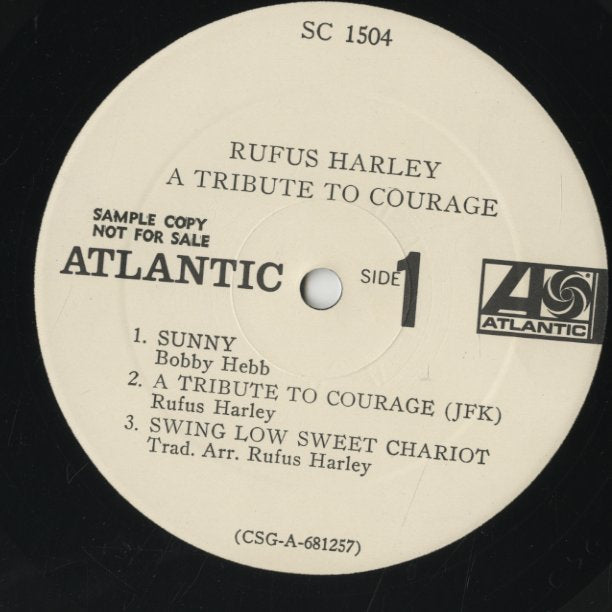 SC 1504
RUFUS HARLEY
A TRIBUTE TO COURAGE
SAMPLE COPY
NOT FOR SALE
ATLANTIC
SIDE 1
ATLANTIC
1. SUNNY
Bobby Hebb
2. A TRIBUTE TO COURAGE (JFK)
Rufus Harley
3. SWING LOW SWEET CHARIOT
Trad. Arr. Rufus Harley
(CSG-A-681257)